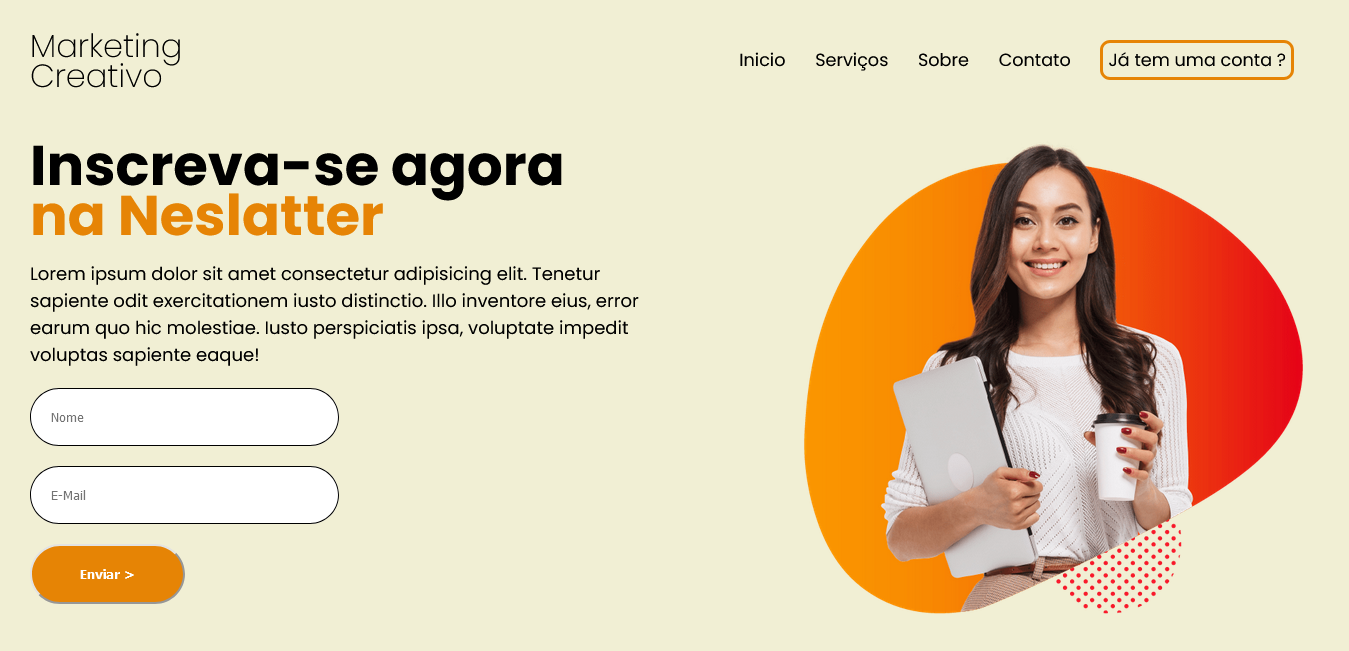 Marketing
Creativo
Inicio Serviços Sobre Contato Já tem uma conta ?
Inscreva-se agora
na Neslatter
Lorem ipsum dolor sit amet consectetur adipisicing elit. Tenetur
sapiente odit exercitationem iusto distinctio. Illo inventore eius, error
earum quo hic molestiae. Iusto perspiciatis ipsa, voluptate impedit
voluptas sapiente eaque!
Nome
E-Mail
Enviar >